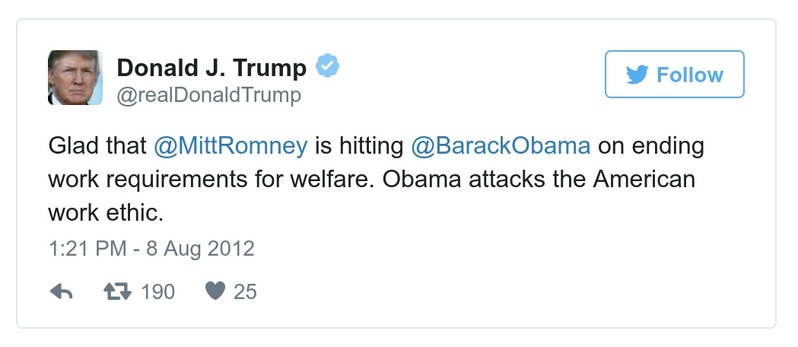 Donald J. Trump
@realDonaldTrump
Follow
Glad that @MittRomney is hitting @BarackObama on ending
work requirements for welfare. Obama attacks the American
work ethic.
1:21 PM - 8 Aug 2012
190 25